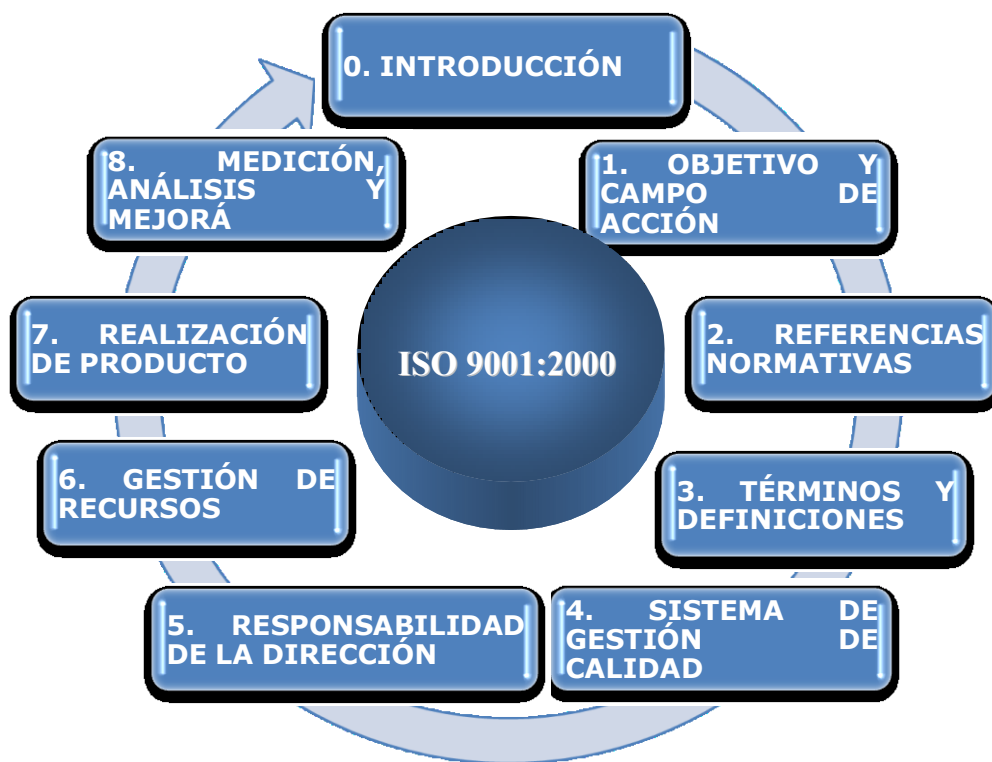 0. INTRODUCCIÓN
1. OBJETIVO Y
CAMPO DE
ACCIÓN
2. REFERENCIAS
NORMATIVAS
3. TÉRMINOS Y
DEFINICIONES
4. SISTEMA DE
GESTIÓN DE
CALIDAD
5. RESPONSABILIDAD
DE LA DIRECCIÓN
6. GESTIÓN DE
RECURSOS
7. REALIZACIÓN
DE PRODUCTO
8. MEDICIÓN,
ANÁLISIS Y
MEJORÁ
ISO 9001:2000